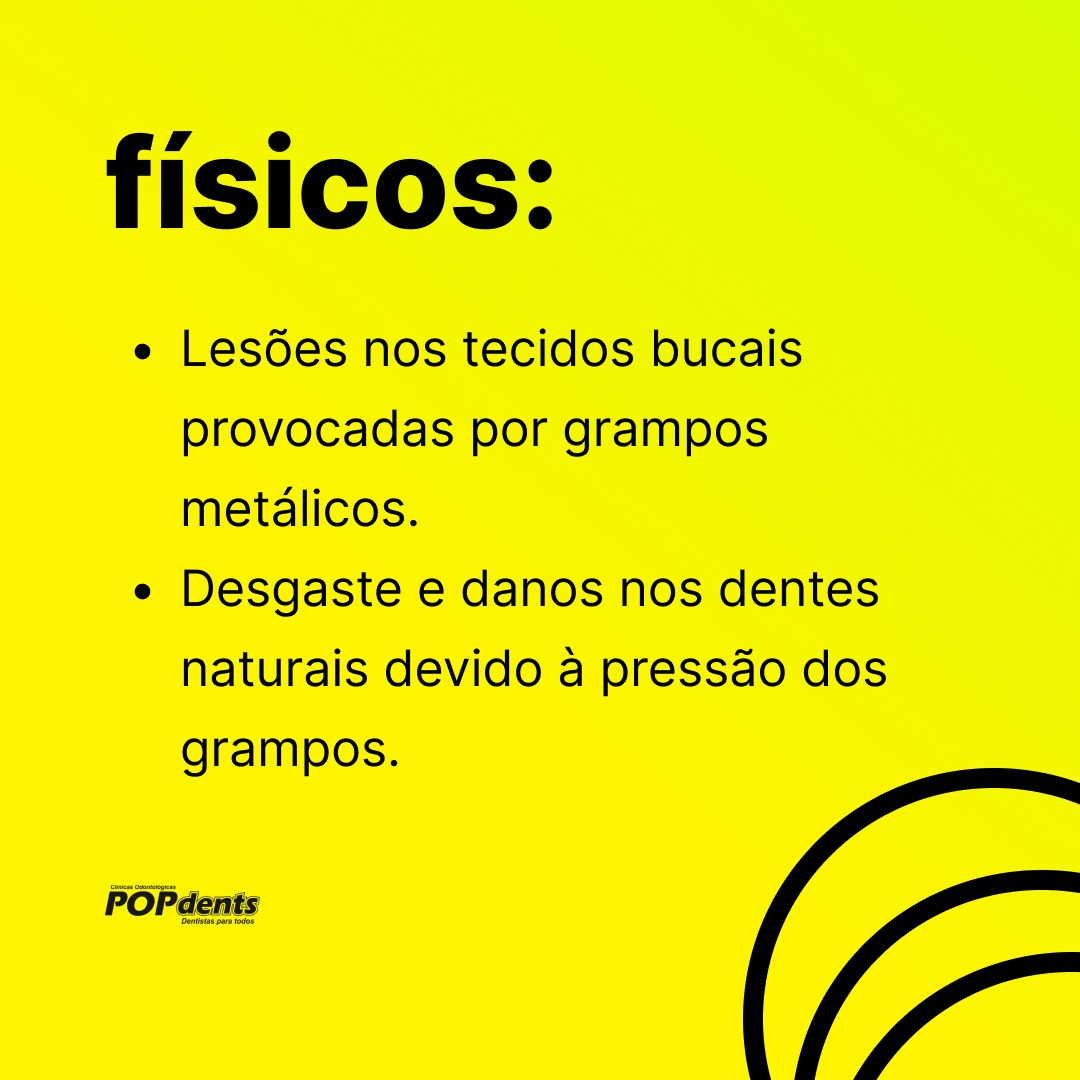 físicos:
• Lesões nos tecidos bucais
provocadas por grampos
metálicos.
• Desgaste e danos nos dentes
naturais devido à pressão dos
grampos.
Clínicas Odontológicas
POPdents
Dentistas para todos